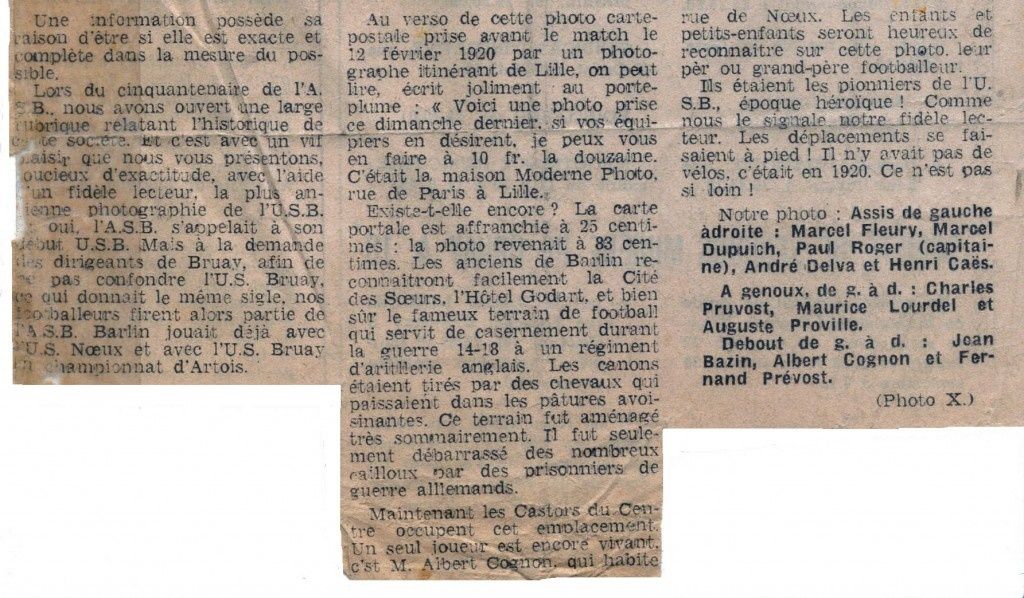 Une information possède sa
raison d'être si elle est exacte et
complète dans la mesure du pos-
sible.
Lors du cinquantenaire de l'A.
S.B., nous avons ouvert une large
rubrique relatant l'historique de
cette société. Et c'est avec un vif
plaisir que nous vous présentons,
soucieux d'exactitude, avec l'aide
d'un fidèle lecteur, la plus an-
cienne photographie de l'U.S.B.
oui, l'A.S.B. s'appelait à son
début U.S.B. Mais à la demande
des dirigeants de Bruay, afin de
ne pas confondre l'U.S. Bruay,
ce qui donnait le même sigle, nos
footballeurs firent alors partie de
l'A.S.B. Barlin jouait déjà avec
l'U.S. Nœux et avec l'U.S. Bruay
en championnat d'Artois.
Au verso de cette photo carte-
postale prise avant le match le
12 février 1920 par un photo-
graphe itinérant de Lille, on peut
lire, écrit joliment au porte-
plume : « Voici une photo prise
ce dimanche dernier, si vos équi-
piers en désirent, je peux vous
en faire à 10 fr. la douzaine.
C'était la maison Moderne Photo,
rue de Paris à Lille.
Existe-t-elle encore ? La carte
portale est affranchie à 25 centi-
mes : la photo revenait à 83 cen-
times. Les anciens de Barlin re-
connaitront facilement la Cité
des Sœurs, l'Hôtel Godart, et bien
sûr le fameux terrain de football
qui servit de casernement durant
la guerre 14-18 à un régiment
d'aritllerie anglais. Les canons
étaient tirés par des chevaux qui
paissaient dans les pâtures avoi-
sinantes. Ce terrain fut aménagé
très sommairement. Il fut seule-
ment débarrassé des nombreux
cailloux par des prisonniers de
guerre alllemands.
Maintenant les Castors du Cen-
tre occupent cet emplacement.
Un seul joueur est encore vivant,
c'st M. Albert Cognon, qui habite
rue de Nœux. Les enfants et
petits-enfants seront heureux de
reconnaitre sur cette photo, leur
pèr ou grand-père footballeur.
Ils étaient les pionniers de l'U.
S.B., époque héroïque ! Comme
nous le signale notre fidèle lec-
teur. Les déplacements se fai-
saient à pied ! Il n'y avait pas de
vélos, c'était en 1920. Ce n'est pas
si loin !
Notre photo : Assis de gauche
àdroite : Marcel Fleury, Marcel
Dupuich, Paul Roger (capitai-
ne), André Delva et Henri Caës.
A genoux, de g. à d. : Charles
Pruvost, Maurice Lourdel et
Auguste Proville.
Debout de g. à d. : Jean
Bazin, Albert Cognon et Fer-
nand Prévost.
(Photo X.)